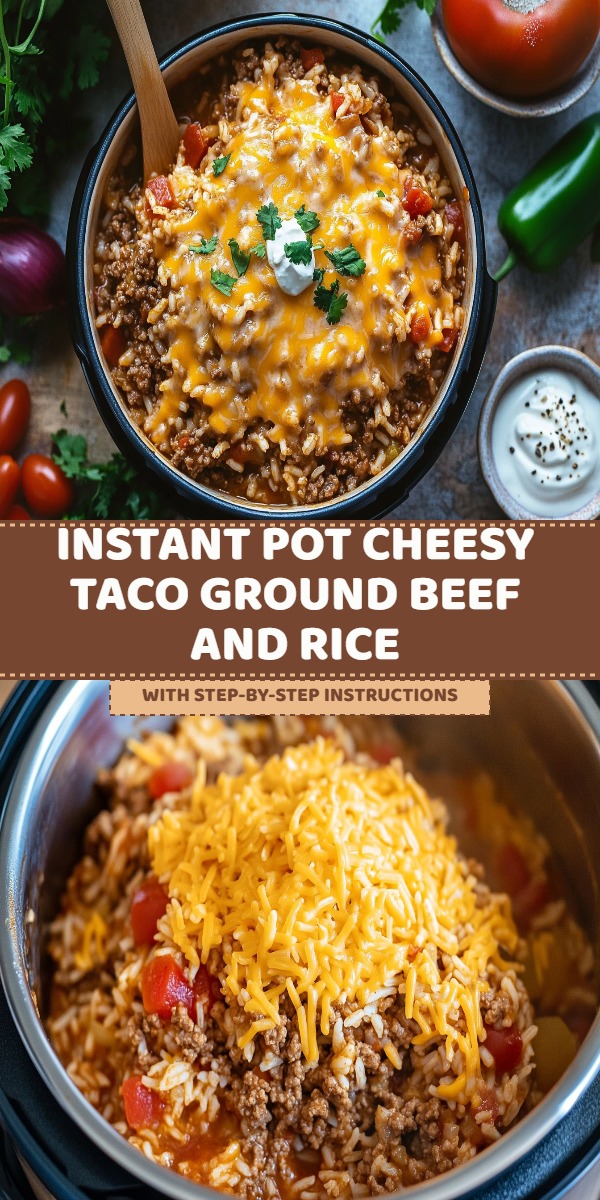 INSTANT POT CHEESY
TACO GROUND BEEF
AND RICE
WITH STEP-BY-STEP INSTRUCTIONS